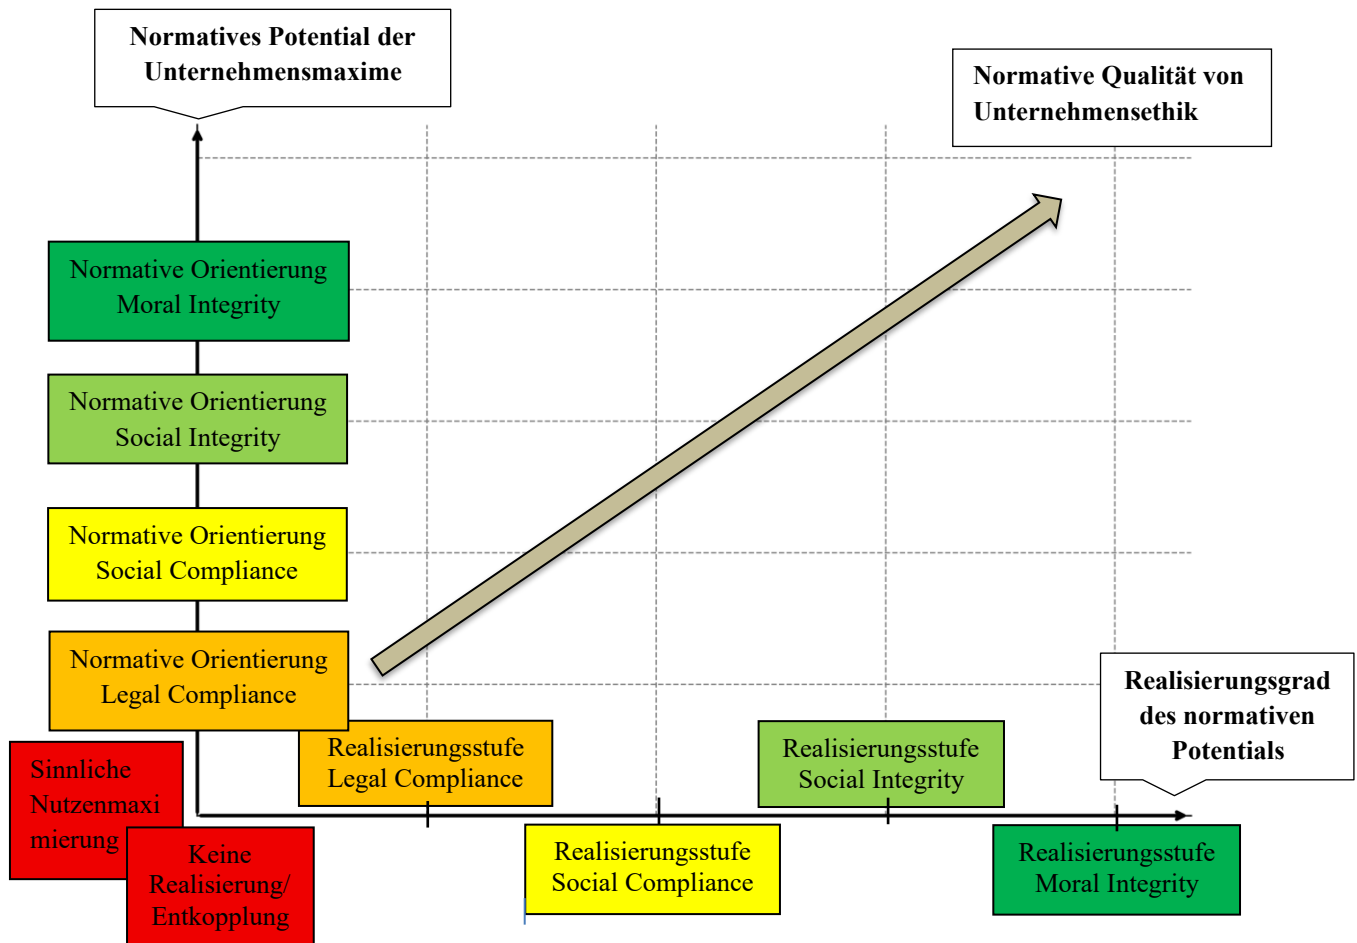 Normatives Potential der
Unternehmensmaxime
Normative Qualität von
Unternehmensethik
Normative Orientierung
Moral Integrity
Normative Orientierung
Social Integrity
Normative Orientierung
Social Compliance
Normative Orientierung
Legal Compliance
Realisierungsgrad
des normativen
Potentials
Sinnliche
Nutzenmaxi
mierung
Keine
Realisierung/
Entkopplung
Realisierungsstufe
Legal Compliance
Realisierungsstufe
Social Compliance
Realisierungsstufe
Social Integrity
Realisierungsstufe
Moral Integrity